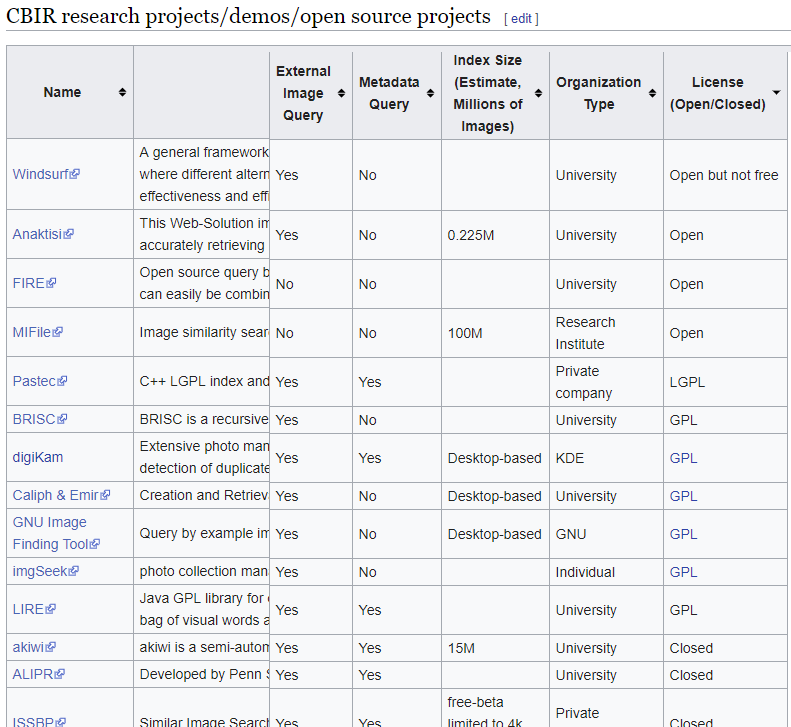 CBIR research projects/demos/open source projects [ edit ]
Name
External Image Query
Metadata Query
Index Size (Estimate, Millions of Images)
Organization Type
License (Open/Closed)
Windsurf
A general framework
where different altern
effectiveness and effi
Yes
No
University
Open but not free
Anaktisi
This Web-Solution im
accurately retrieving
Yes
No
0.225M
University
Open
FIRE
Open source query b
can easily be combin
No
No
University
Open
MIFile
Image similarity sear
No
No
100M
Research
Institute
Open
Pastec
C++ LGPL index and
Yes
Yes
Private
company
LGPL
BRISC
BRISC is a recursive
Yes
No
University
GPL
digiKam
Extensive photo man
detection of duplicate
Yes
Yes
Desktop-based
KDE
GPL
Caliph & Emir
Creation and Retriev
Yes
No
Desktop-based
University
GPL
GNU Image
Finding Tool
Query by example im
Yes
No
Desktop-based
GNU
GPL
imgSeek
photo collection man
Yes
No
Individual
GPL
LIRE
Java GPL library for
bag of visual words a
Yes
Yes
University
GPL
akiwi
akiwi is a semi-autom
Yes
Yes
15M
University
Closed
ALIPR
Developed by Penn S
Yes
Yes
University
Closed
ISSBP
Similar Image Search
Yes
Yes
free-beta
limited to 4k
Private
Closed